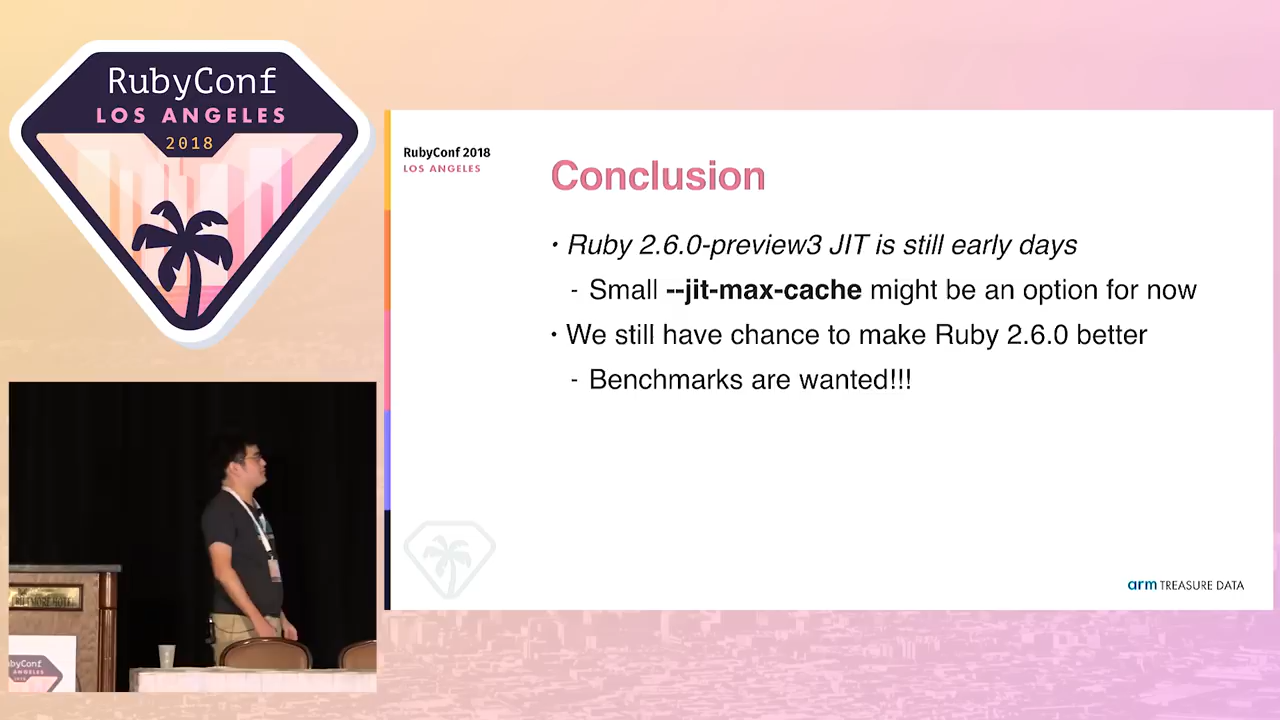 RubyConf
LOS ANGELES
2018
RubyConf 2018
LOS ANGELES
Conclusion
• Ruby 2.6.0-preview3 JIT is still early days
- Small --jit-max-cache might be an option for now
• We still have chance to make Ruby 2.6.0 better
- Benchmarks are wanted!!!
arm TREASURE DATA
BILTMORE HOTEL